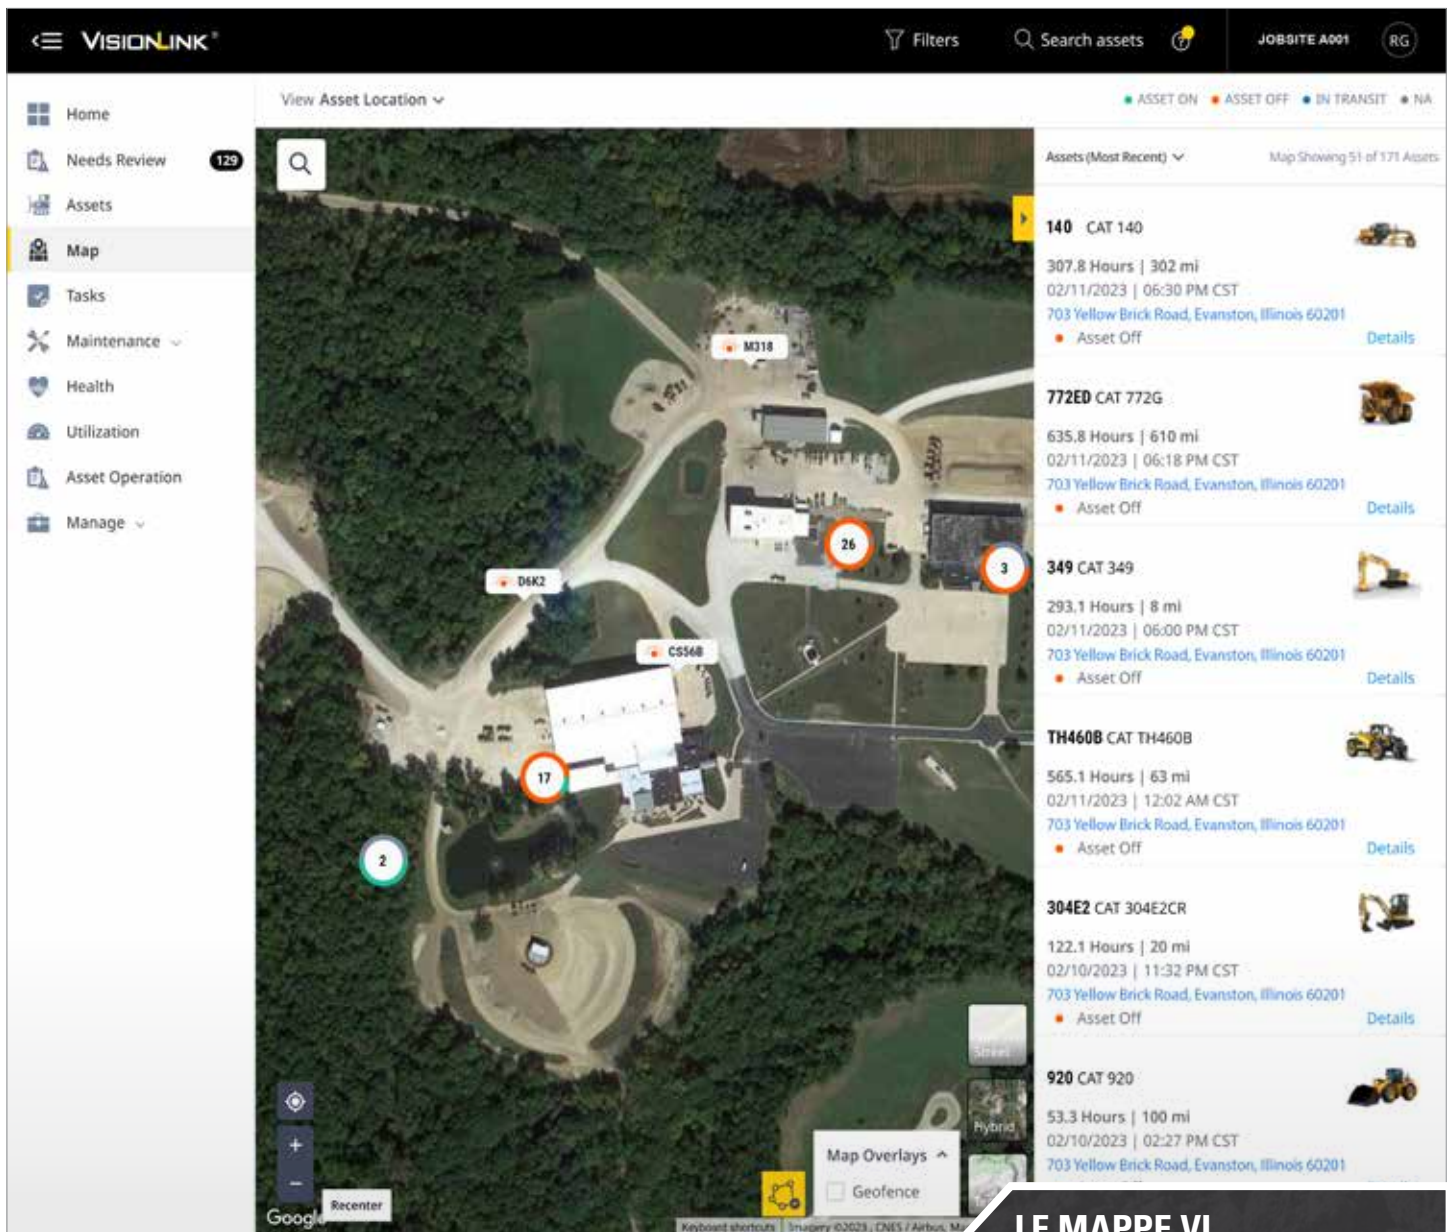 VISIONLINK®
Filters
Search assets
JOBSITE A001
RG
Home
Needs Review 129
Assets
Map
Tasks
Maintenance
Health
Utilization
Asset Operation
Manage
View Asset Location
ASSET ON ASSET OFF IN TRANSIT NA
Assets (Most Recent)
Map Showing 51 of 171 Assets
M318
26
3
D6K2
CS56B
17
2
140 CAT 140
307.8 Hours | 302 mi
02/11/2023 | 06:30 PM CST
703 Yellow Brick Road, Evanston, Illinois 60201
Asset Off Details
772ED CAT 772G
635.8 Hours | 610 mi
02/11/2023 | 06:18 PM CST
703 Yellow Brick Road, Evanston, Illinois 60201
Asset Off Details
349 CAT 349
293.1 Hours | 8 mi
02/11/2023 | 06:00 PM CST
703 Yellow Brick Road, Evanston, Illinois 60201
Asset Off Details
TH460B CAT TH460B
565.1 Hours | 63 mi
02/11/2023 | 12:02 AM CST
703 Yellow Brick Road, Evanston, Illinois 60201
Asset Off Details
304E2 CAT 304E2CR
122.1 Hours | 20 mi
02/10/2023 | 11:32 PM CST
703 Yellow Brick Road, Evanston, Illinois 60201
Asset Off Details
920 CAT 920
53.3 Hours | 100 mi
02/10/2023 | 02:27 PM CST
703 Yellow Brick Road, Evanston, Illinois 60201
Street
Hybrid
Map Overlays
Geofence
Recenter
Google
Keyboard shortcuts
Imagery ©2023, CNES / Airbus,
LE MAPPE VI